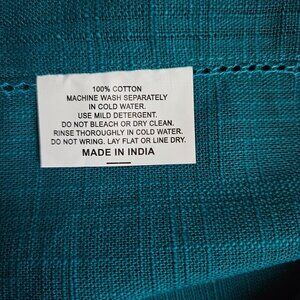 100% COTTON
MACHINE WASH SEPARATELY
IN COLD WATER.
USE MILD DETERGENT.
DO NOT BLEACH OR DRY CLEAN.
RINSE THOROUGHLY IN COLD WATER.
DO NOT WRING. LAY FLAT OR LINE DRY.
MADE IN INDIA